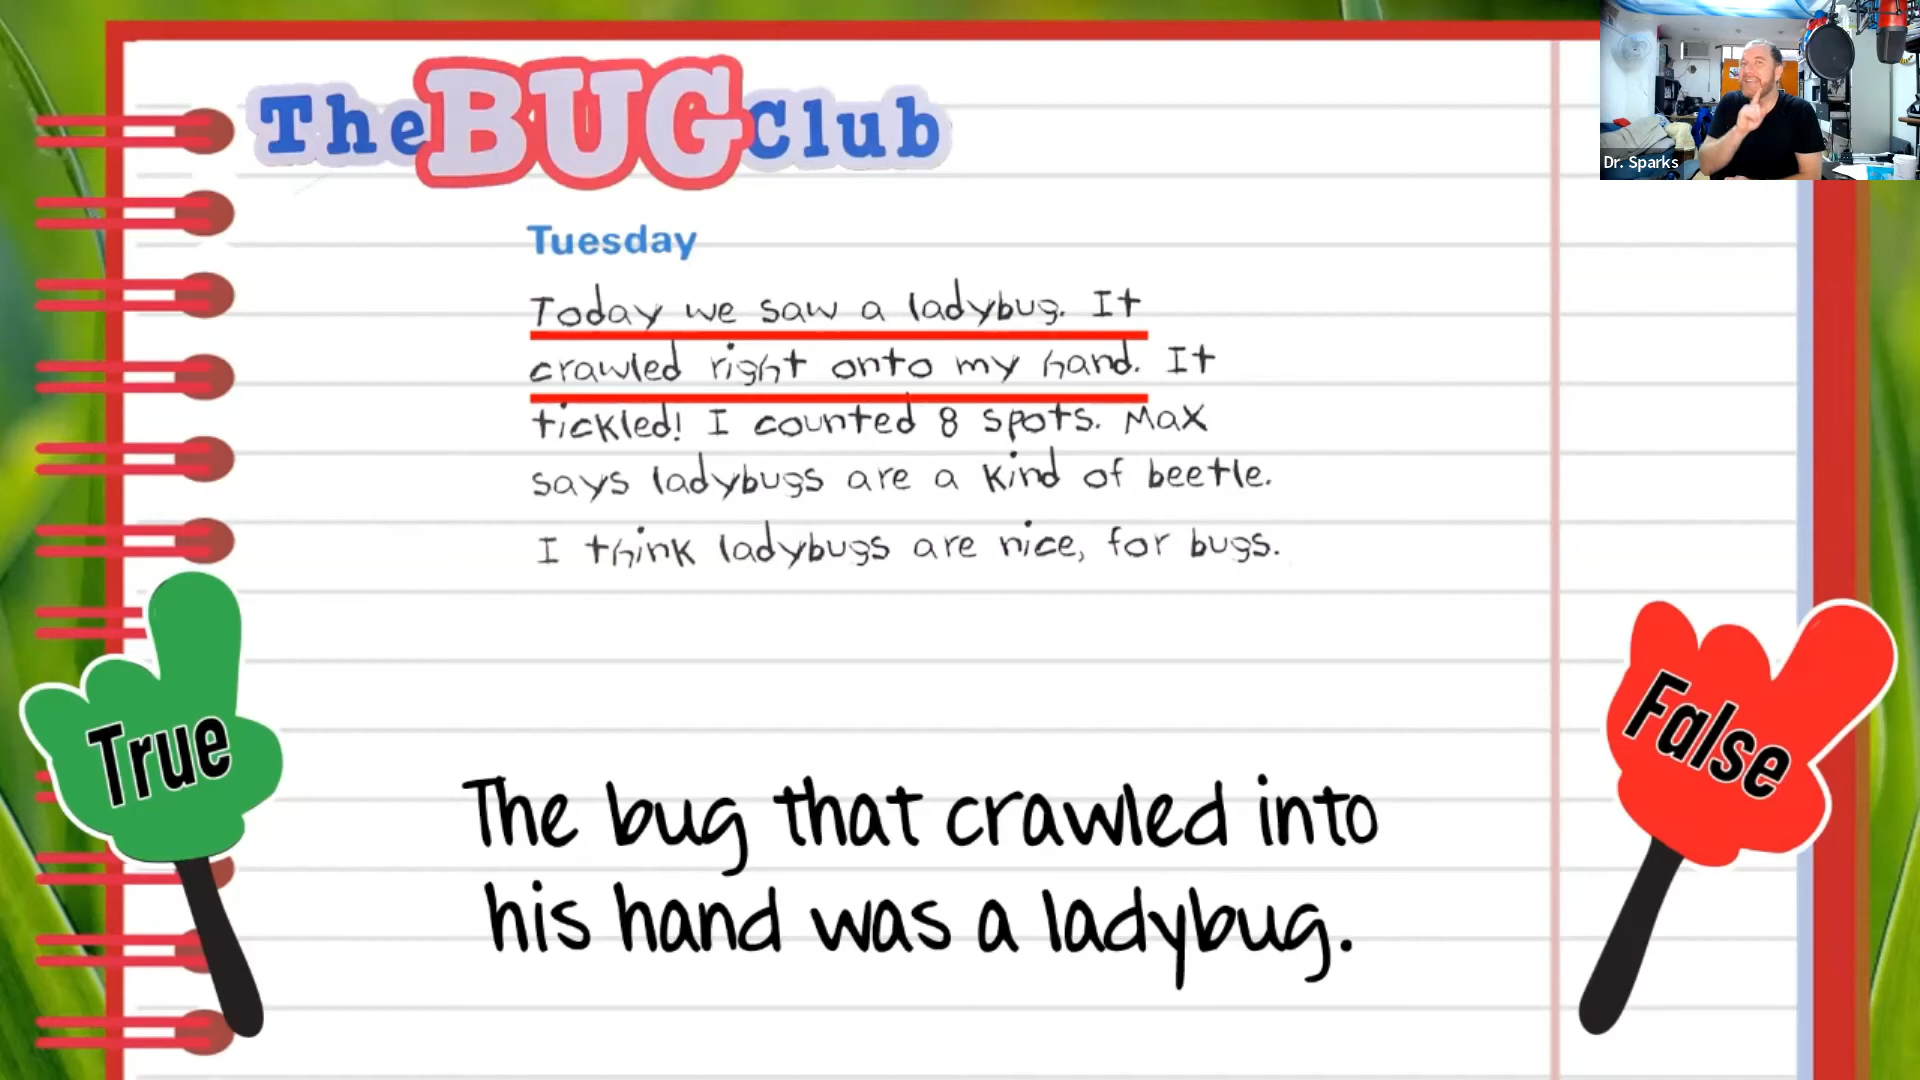 The BUG Club
Dr. Sparks
Tuesday
Today we saw a ladybug. It
crawled right onto my hand. It
tickled! I counted 8 spots. Max
says ladybugs are a kind of beetle.
I think ladybugs are nice, for bugs.
True
False
The bug that crawled into
his hand was a ladybug.